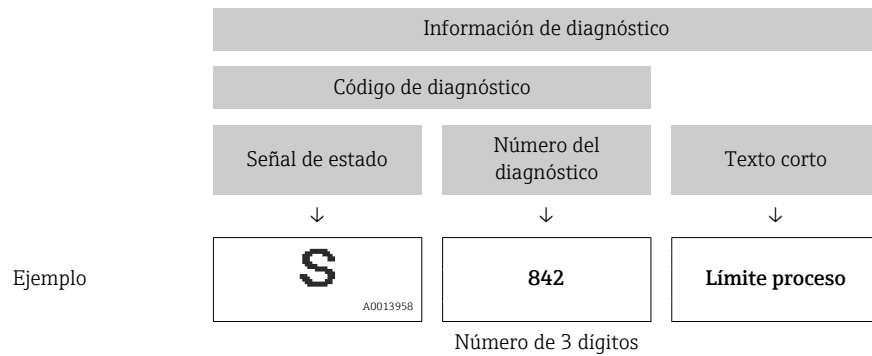 Información de diagnóstico
Código de diagnóstico
Señal de estado
Número del
diagnóstico
Texto corto
↓ ↓ ↓
Ejemplo
S
A0013958
842
Límite proceso
Número de 3 dígitos